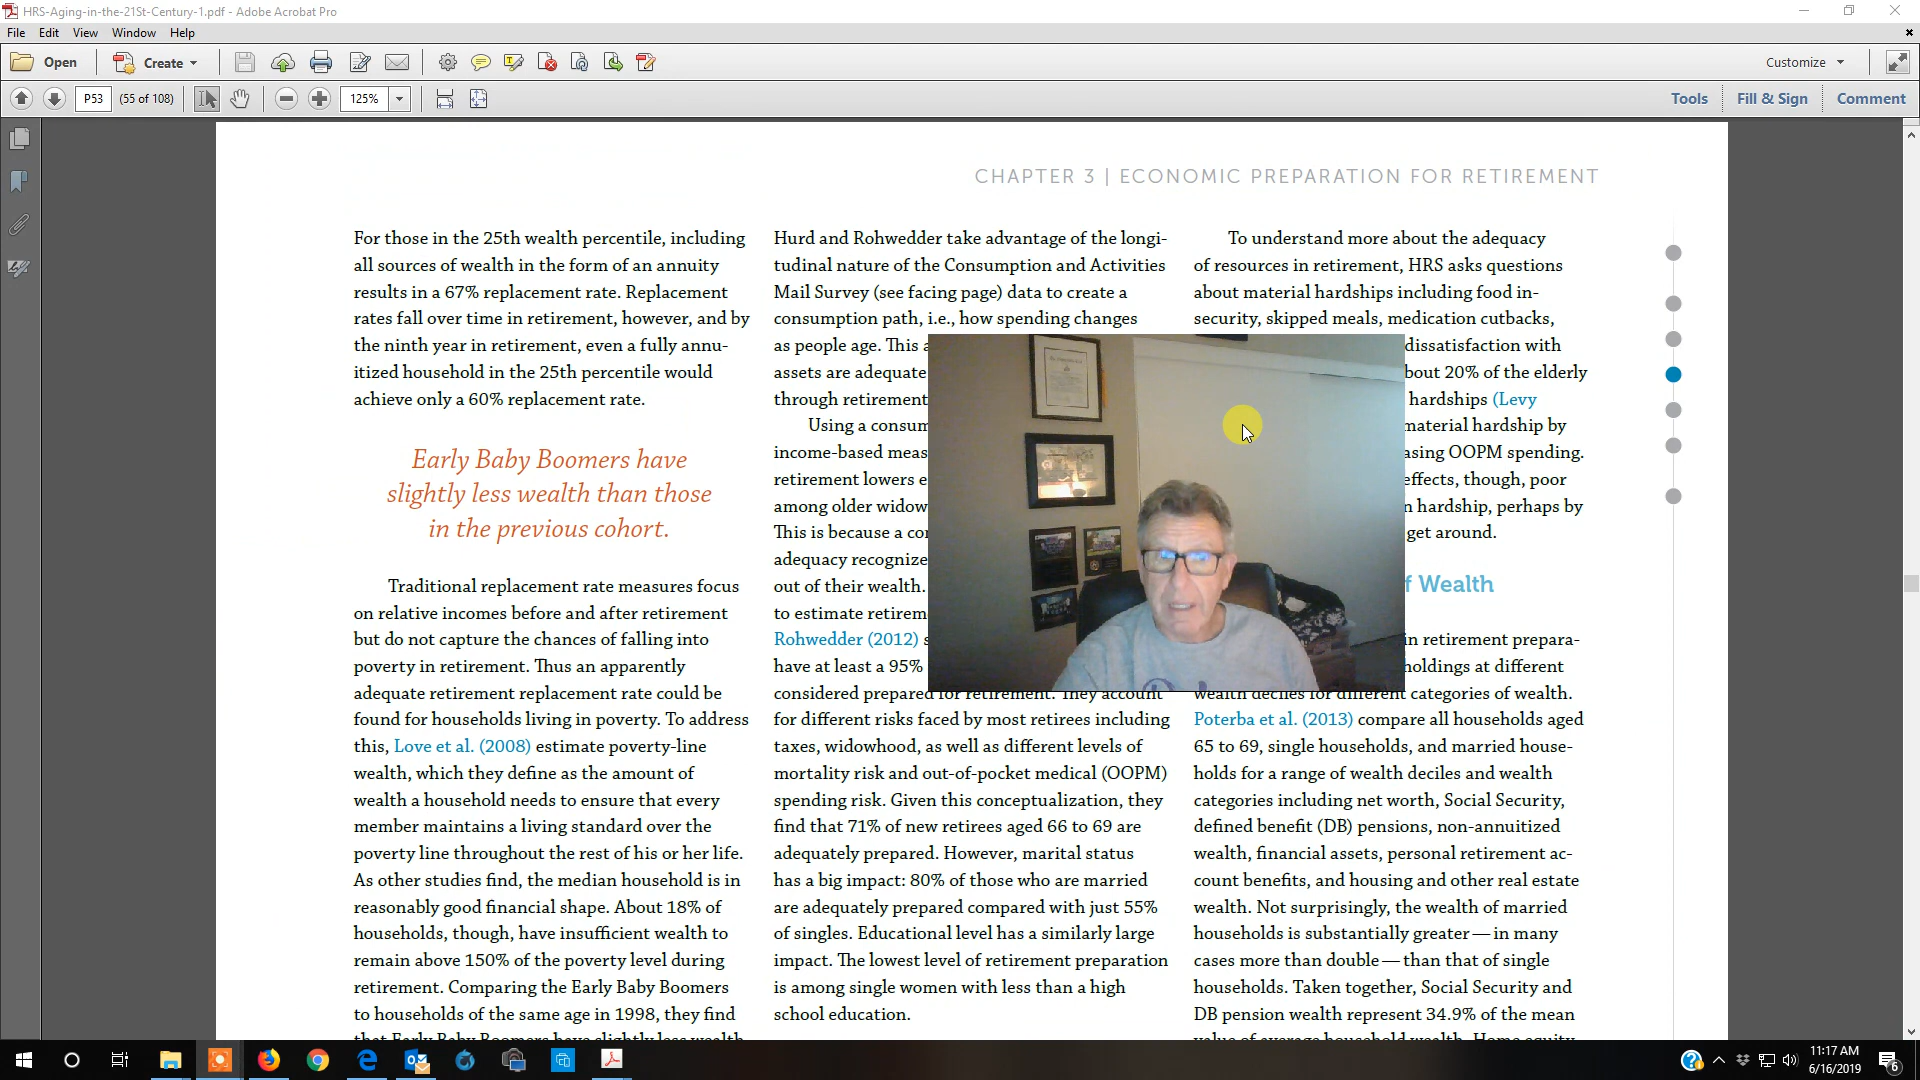 HRS-Aging-in-the-21St-Century-1.pdf - Adobe Acrobat Pro
File Edit View Window Help
Open Create Customize
P53 (55 of 108) 125% Tools Fill & Sign Comment
CHAPTER 3 | ECONOMIC PREPARATION FOR RETIREMENT
For those in the 25th wealth percentile, including
all sources of wealth in the form of an annuity
results in a 67% replacement rate. Replacement
rates fall over time in retirement, however, and by
the ninth year in retirement, even a fully annu-
itized household in the 25th percentile would
achieve only a 60% replacement rate.
Early Baby Boomers have
slightly less wealth than those
in the previous cohort.
Traditional replacement rate measures focus
on relative incomes before and after retirement
but do not capture the chances of falling into
poverty in retirement. Thus an apparently
adequate retirement replacement rate could be
found for households living in poverty. To address
this, Love et al. (2008) estimate poverty-line
wealth, which they define as the amount of
wealth a household needs to ensure that every
member maintains a living standard over the
poverty line throughout the rest of his or her life.
As other studies find, the median household is in
reasonably good financial shape. About 18% of
households, though, have insufficient wealth to
remain above 150% of the poverty level during
retirement. Comparing the Early Baby Boomers
to households of the same age in 1998, they find
that Early Baby Boomers have slightly less wealth
Hurd and Rohwedder take advantage of the longi-
tudinal nature of the Consumption and Activities
Mail Survey (see facing page) data to create a
consumption path, i.e., how spending changes
as people age. This
assets are adequate
through retirement
Using a
income-based
retirement lowers
among older
This is because a
adequacy
out of their wealth.
to estimate
Rohwedder (2012)
have at least a 95%
considered prepared for retirement. They account
for different risks faced by most retirees including
taxes, widowhood, as well as different levels of
mortality risk and out-of-pocket medical (OOPM)
spending risk. Given this conceptualization, they
find that 71% of new retirees aged 66 to 69 are
adequately prepared. However, marital status
has a big impact: 80% of those who are married
are adequately prepared compared with just 55%
of singles. Educational level has a similarly large
impact. The lowest level of retirement preparation
is among single women with less than a high
school education.
To understand more about the adequacy
of resources in retirement, HRS asks questions
about material hardships including food in-
security, skipped meals, medication cutbacks,
dissatisfaction with
bout 20% of the elderly
hardships (Levy
material hardship by
asing OOPM spending.
effects, though, poor
hardship, perhaps by
get around.
f Wealth
in retirement prepara-
holdings at different
wealth deciles for different categories of wealth.
Poterba et al. (2013) compare all households aged
65 to 69, single households, and married house-
holds for a range of wealth deciles and wealth
categories including net worth, Social Security,
defined benefit (DB) pensions, non-annuitized
wealth, financial assets, personal retirement ac-
count benefits, and housing and other real estate
wealth. Not surprisingly, the wealth of married
households is substantially greater — in many
cases more than double — than that of single
households. Taken together, Social Security and
DB pension wealth represent 34.9% of the mean
value of average household wealth. Home equity
11:17 AM
6/16/2019
6